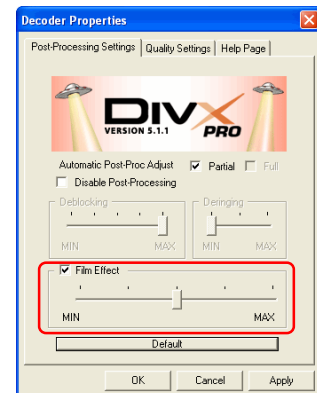 Decoder Properties
Post-Processing Settings Quality Settings Help Page
DIVX
VERSION 5.1.1 PRO
Automatic Post-Proc Adjust Partial Full
Disable Post-Processing
Deblocking Deringing
MIN MAX MIN MAX
Film Effect
MIN MAX
Default
OK Cancel Apply